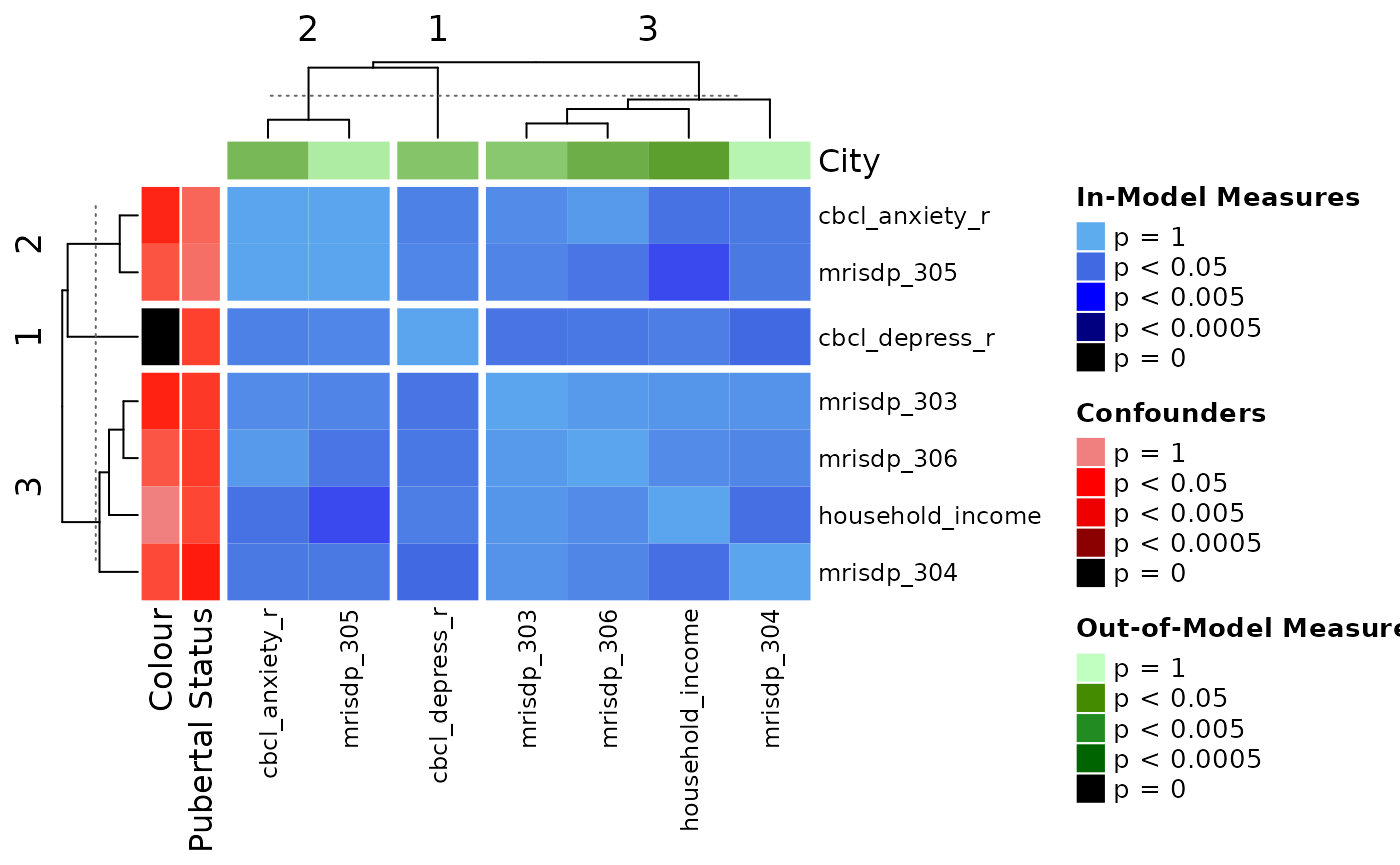 2 1 3
City
2
1
3
cbcl_anxiety_r
mrisdp_305
cbcl_depress_r
mrisdp_303
mrisdp_306
household_income
mrisdp_304
Colour
Pubertal Status
cbcl_anxiety_r
mrisdp_305
cbcl_depress_r
mrisdp_303
mrisdp_306
household_income
mrisdp_304
In-Model Measures
p = 1
p < 0.05
p < 0.005
p < 0.0005
p = 0
Confounders
p = 1
p < 0.05
p < 0.005
p < 0.0005
p = 0
Out-of-Model Measure
p = 1
p < 0.05
p < 0.005
p < 0.0005
p = 0